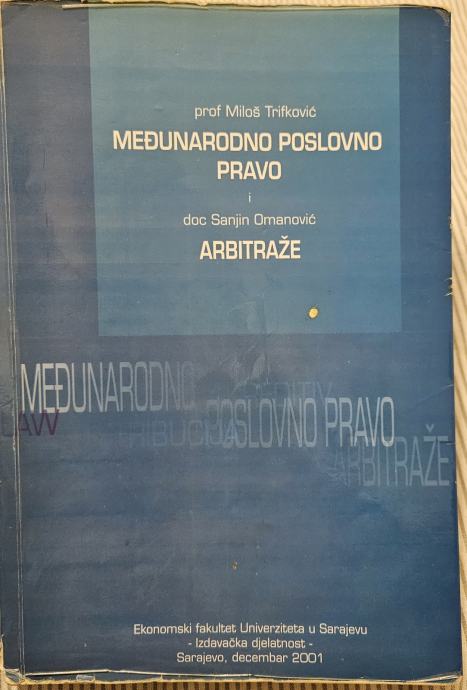 prof Miloš Trifković
MEĐUNARODNO POSLOVNO
PRAVO
i
doc Sanjin Omanović
ARBITRAŽE
MEĐUNARODNO
LAW
POSLOVNO PRAVO
ARBITRAŽE
Ekonomski fakultet Univerziteta u Sarajevu
- Izdavačka djelatnost -
Sarajevo, decembar 2001